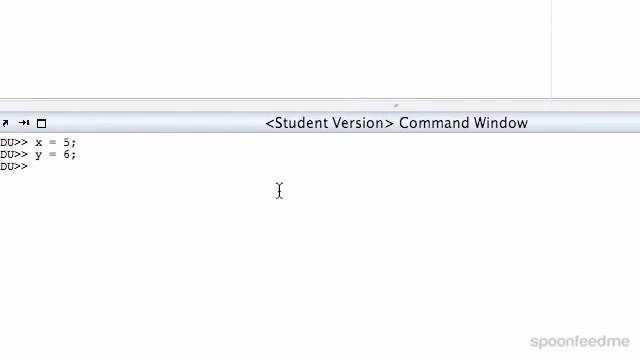 <Student Version> Command Window
DU>> x = 5;
DU>> y = 6;
DU>>
spoonfeedme